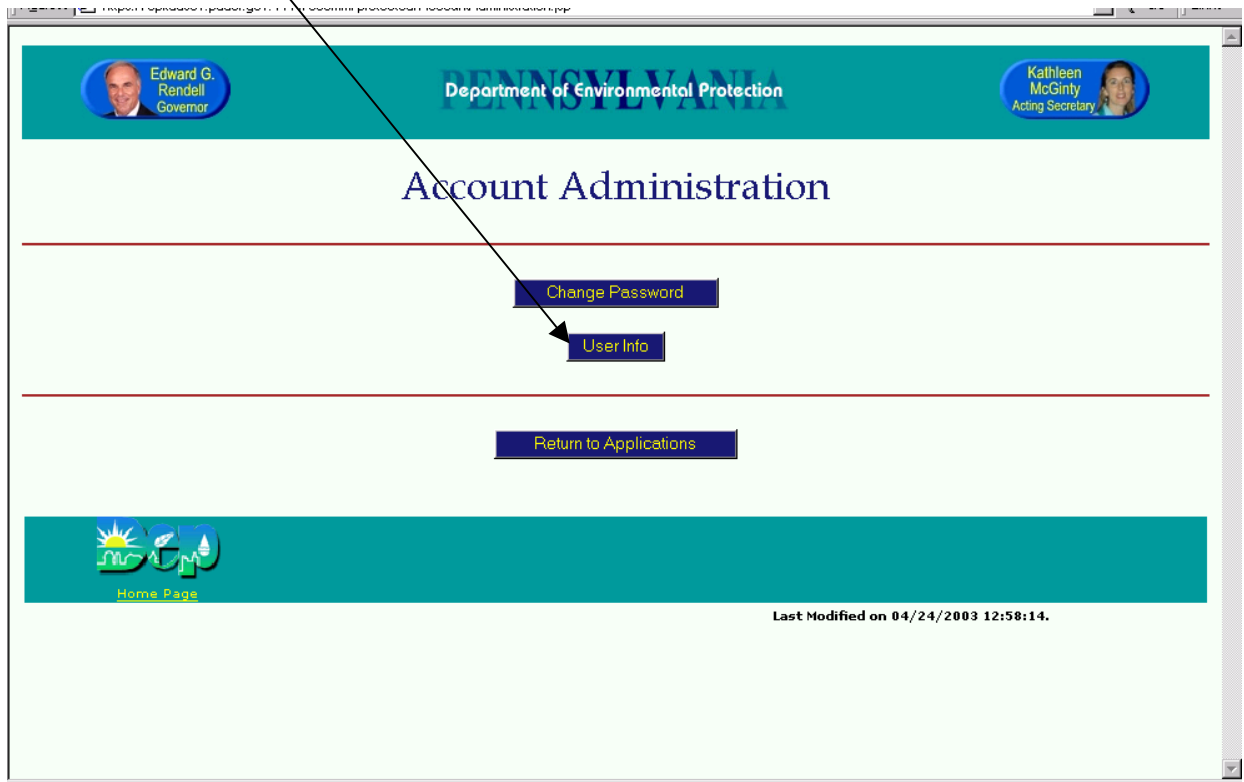 Edward G.
Rendell
Governor
PENNSYLVANIA
Department of Environmental Protection
Kathleen
McGinty
Acting Secretary
Account Administration
Change Password
User Info
Return to Applications
Dep
Home Page
Last Modified on 04/24/2003 12:58:14.